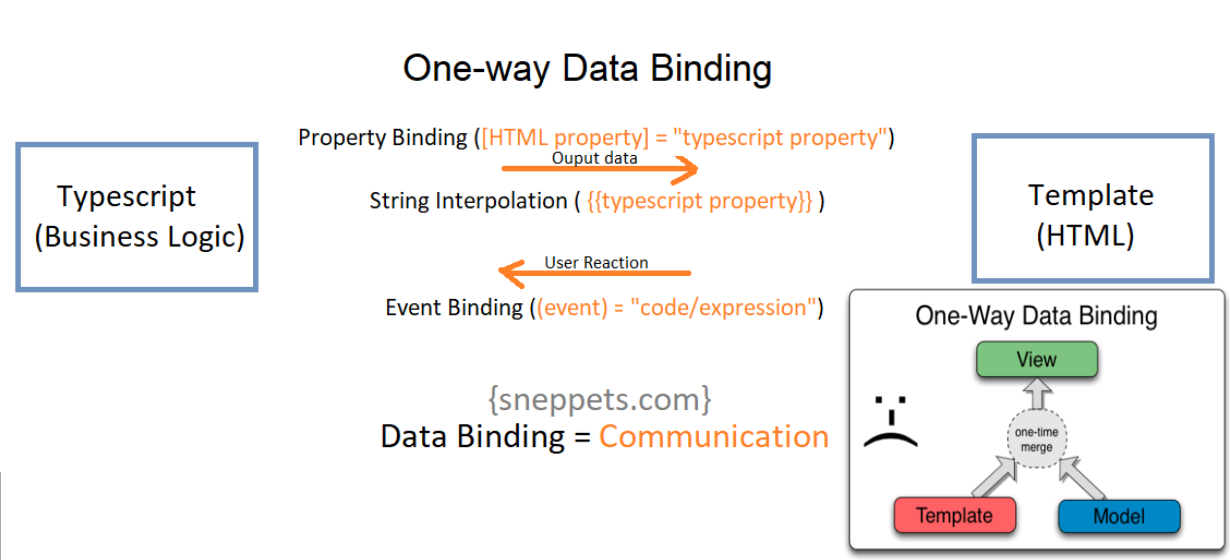 One-way Data Binding
Property Binding ([HTML property] = "typescript property")
Ouput data
Typescript
(Business Logic)
String Interpolation ( {{typescript property}} )
Template
(HTML)
User Reaction
Event Binding ((event) = "code/expression")
{sneppets.com}
Data Binding = Communication
One-Way Data Binding
View
one-time
merge
Template
Model